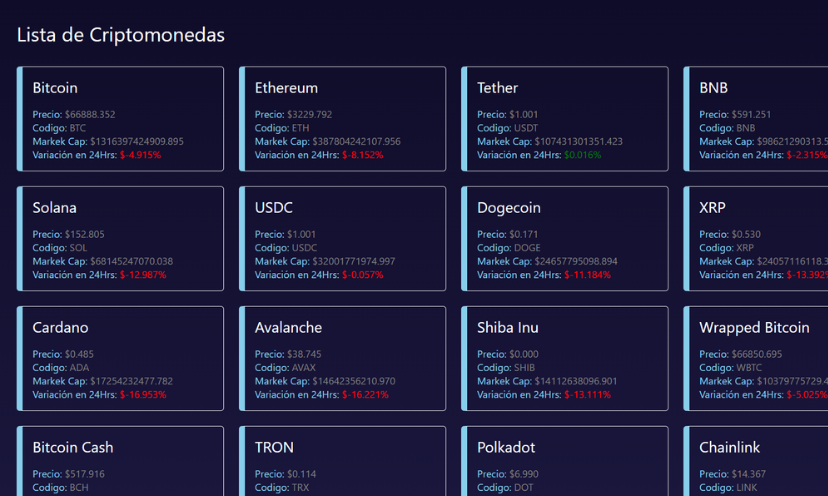 Lista de Criptomonedas
Bitcoin
Precio: $66888.352
Codigo: BTC
Markek Cap: $1316397424909.895
Variación en 24Hrs: $-4.915%
Ethereum
Precio: $3229.792
Codigo: ETH
Markek Cap: $387804242107.956
Variación en 24Hrs: $-8.152%
Tether
Precio: $1.001
Codigo: USDT
Markek Cap: $107431301351.423
Variación en 24Hrs: $0.016%
BNB
Precio: $591.251
Codigo: BNB
Markek Cap: $98621290313.5
Variación en 24Hrs: $-2.315%
Solana
Precio: $152.805
Codigo: SOL
Markek Cap: $68145247070.038
Variación en 24Hrs: $-12.987%
USDC
Precio: $1.001
Codigo: USDC
Markek Cap: $32001771974.997
Variación en 24Hrs: $-0.057%
Dogecoin
Precio: $0.171
Codigo: DOGE
Markek Cap: $24657795098.894
Variación en 24Hrs: $-11.184%
XRP
Precio: $0.530
Codigo: XRP
Markek Cap: $24057116118.3
Variación en 24Hrs: $-13.392%
Cardano
Precio: $0.485
Codigo: ADA
Markek Cap: $17254232477.782
Variación en 24Hrs: $-16.953%
Avalanche
Precio: $38.745
Codigo: AVAX
Markek Cap: $14642356210.970
Variación en 24Hrs: $-16.221%
Shiba Inu
Precio: $0.000
Codigo: SHIB
Markek Cap: $14112638096.901
Variación en 24Hrs: $-13.111%
Wrapped Bitcoin
Precio: $66850.695
Codigo: WBTC
Markek Cap: $10379775729.4
Variación en 24Hrs: $-5.025%
Bitcoin Cash
Precio: $517.916
Codigo: BCH
TRON
Precio: $0.114
Codigo: TRX
Polkadot
Precio: $6.990
Codigo: DOT
Chainlink
Precio: $14.367
Codigo: LINK